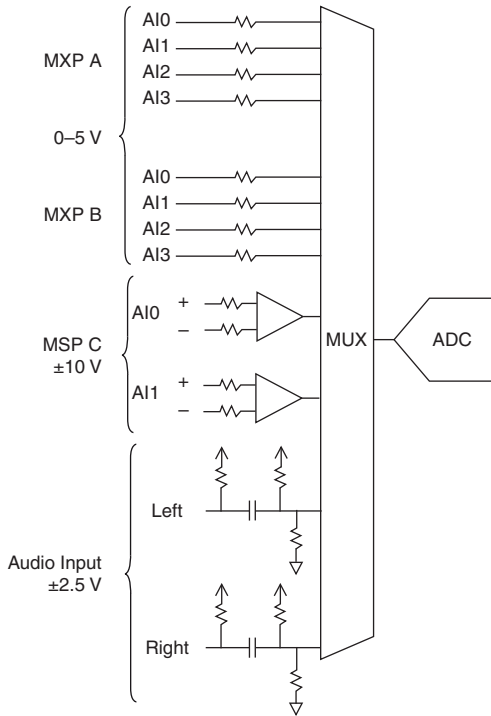 MXP A
AI0
AI1
AI2
AI3
0–5 V
MXP B
AI0
AI1
AI2
AI3
MSP C
±10 V
AI0
+
–
AI1
+
–
Audio Input
±2.5 V
Left
Right
MUX
ADC